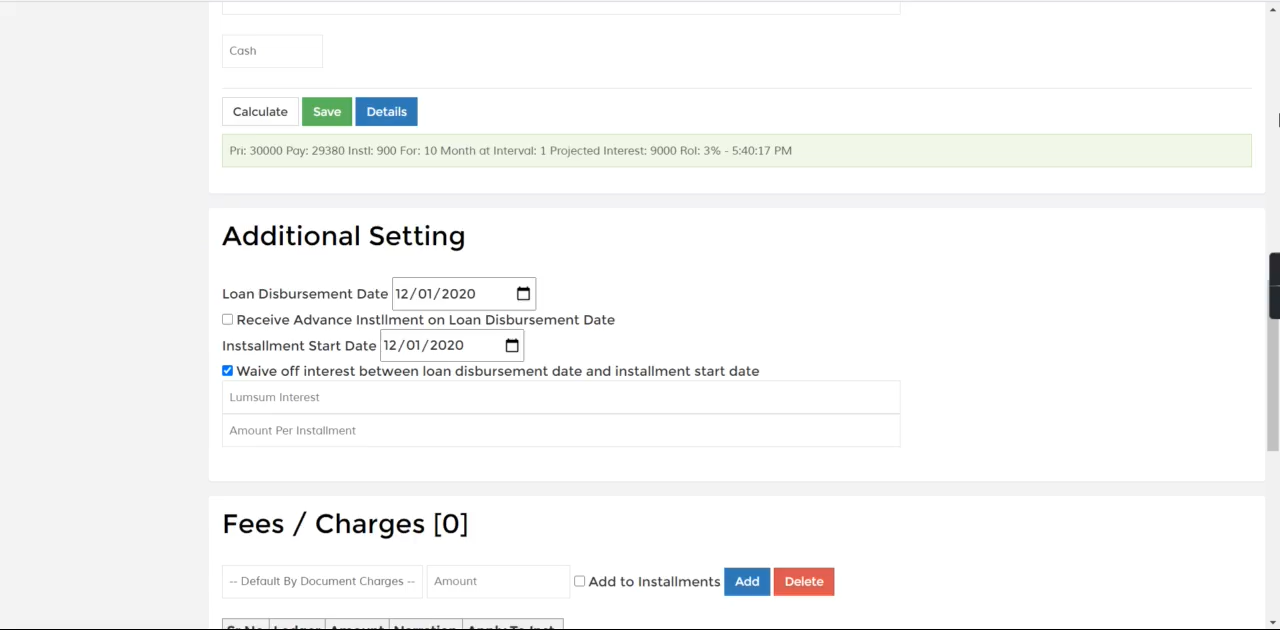 Cash
Calculate Save Details
Pri: 30000 Pay: 29380 Instl: 900 For: 10 Month at Interval: 1 Projected Interest: 9000 RoI: 3% - 5:40:17 PM
Additional Setting
Loan Disbursement Date 12/01/2020
Receive Advance Instllment on Loan Disbursement Date
Instsallment Start Date 12/01/2020
Waive off interest between loan disbursement date and installment start date
Lumsum Interest
Amount Per Installment
Fees / Charges [0]
-- Default By Document Charges -- Amount Add to Installments Add Delete
Sr No Ledger Amount Narration Apply To Inst